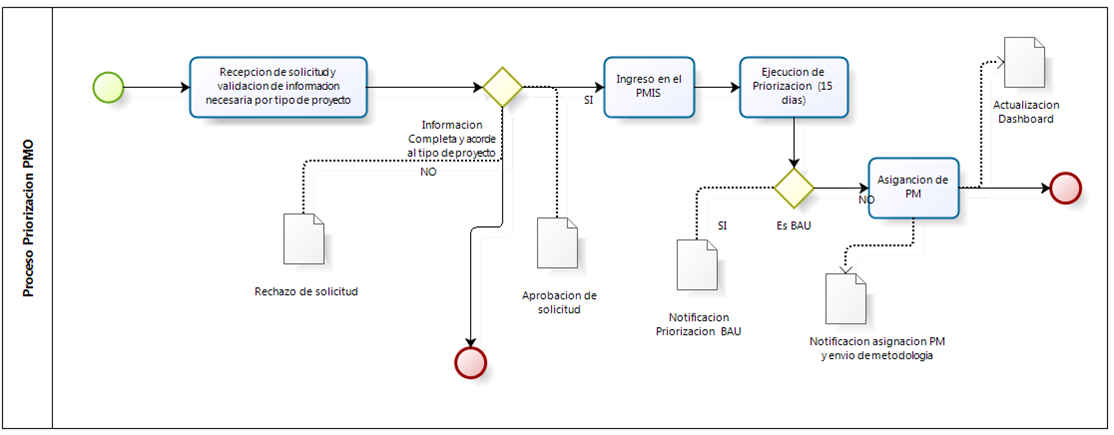 Proceso Priorizacion PMO
Recepcion de solicitud y
validacion de informacion
necesaria por tipo de proyecto
Informacion
Completa y acorde
al tipo de proyecto
NO
SI
Ingreso en el
PMIS
Ejecucion de
Priorizacion (15
dias)
Actualizacion
Dashboard
Asigancion de
PM
NO
SI
Es BAU
Rechazo de solicitud
Aprobacion de
solicitud
Notificacion
Priorizacion BAU
Notificacion asignacion PM
y envio de metodologia